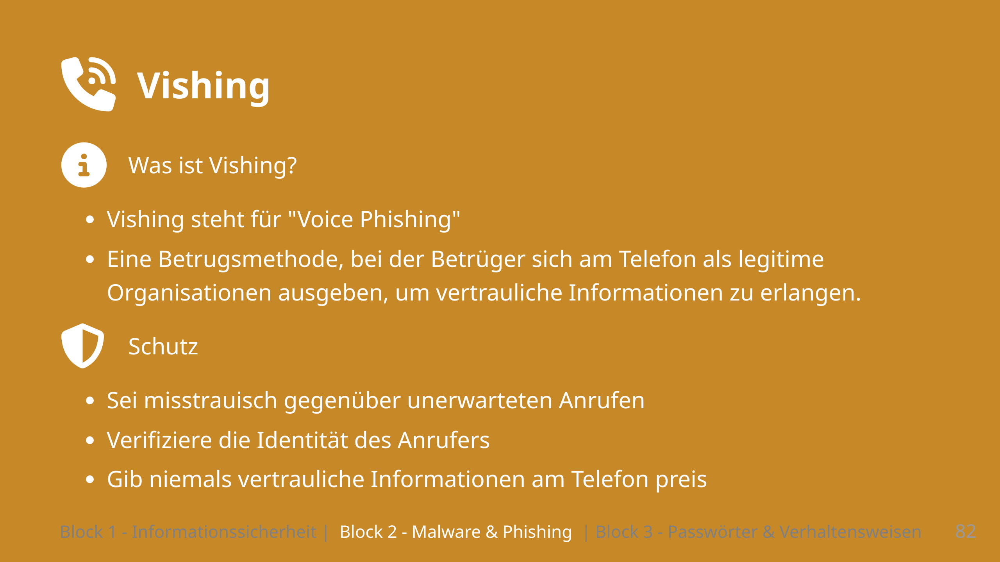 Vishing
Was ist Vishing?
• Vishing steht für "Voice Phishing"
• Eine Betrugsmethode, bei der Betrüger sich am Telefon als legitime
Organisationen ausgeben, um vertrauliche Informationen zu erlangen.
Schutz
• Sei misstrauisch gegenüber unerwarteten Anrufen
• Verifiziere die Identität des Anrufers
• Gib niemals vertrauliche Informationen am Telefon preis
Block 1 - Informationssicherheit | Block 2 - Malware & Phishing | Block 3 - Passwörter & Verhaltensweisen 82